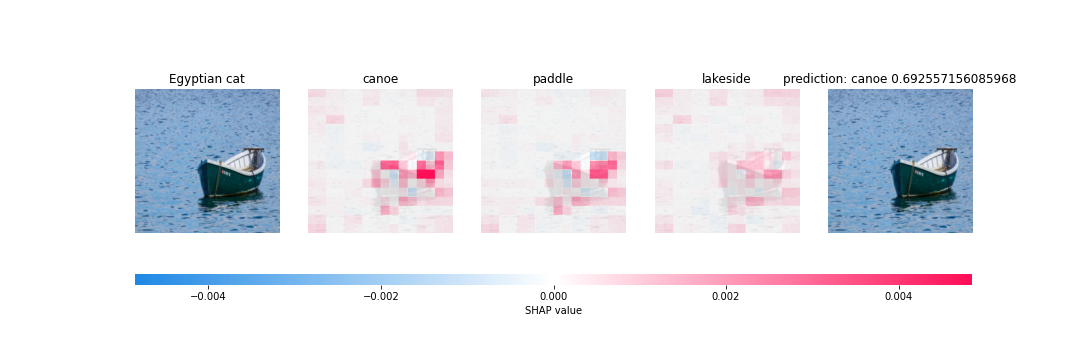 Egyptian cat
canoe
paddle
lakeside
prediction: canoe 0.692557156085968
−0.004
−0.002
0.000
0.002
0.004
SHAP value